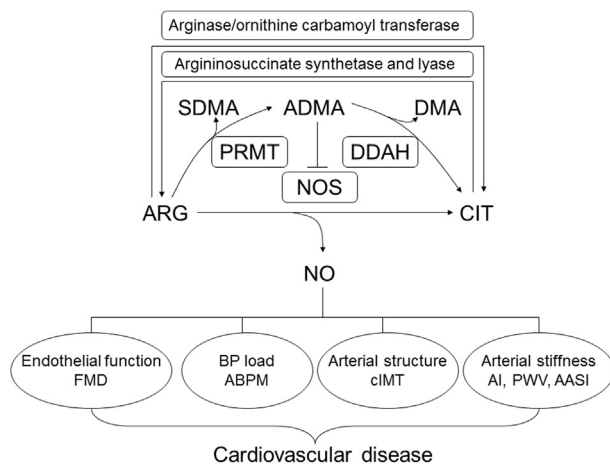 Arginase/ornithine carbamoyl transferase
Argininosuccinate synthetase and lyase
SDMA ADMA DMA
PRMT DDAH
NOS
ARG CIT
NO
Endothelial function
FMD
BP load
ABPM
Arterial structure
cIMT
Arterial stiffness
AI, PWV, AASI
Cardiovascular disease